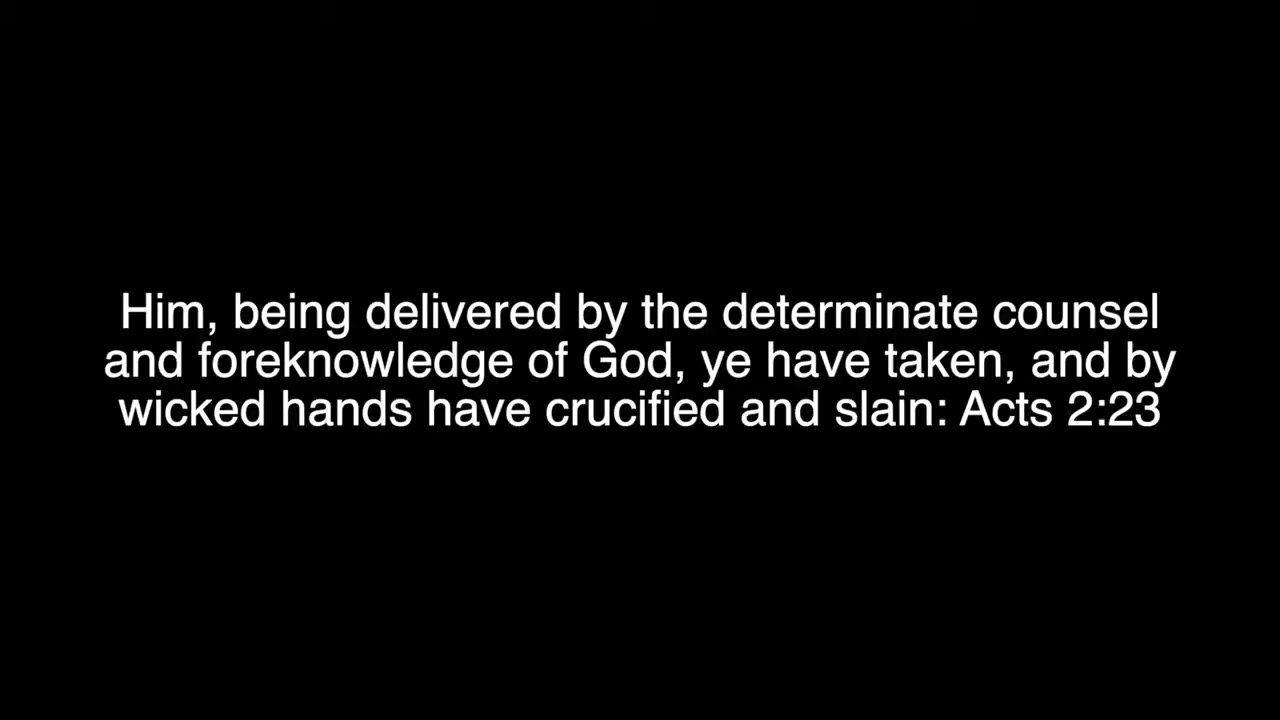 Him, being delivered by the determinate counsel
and foreknowledge of God, ye have taken, and by
wicked hands have crucified and slain: Acts 2:23